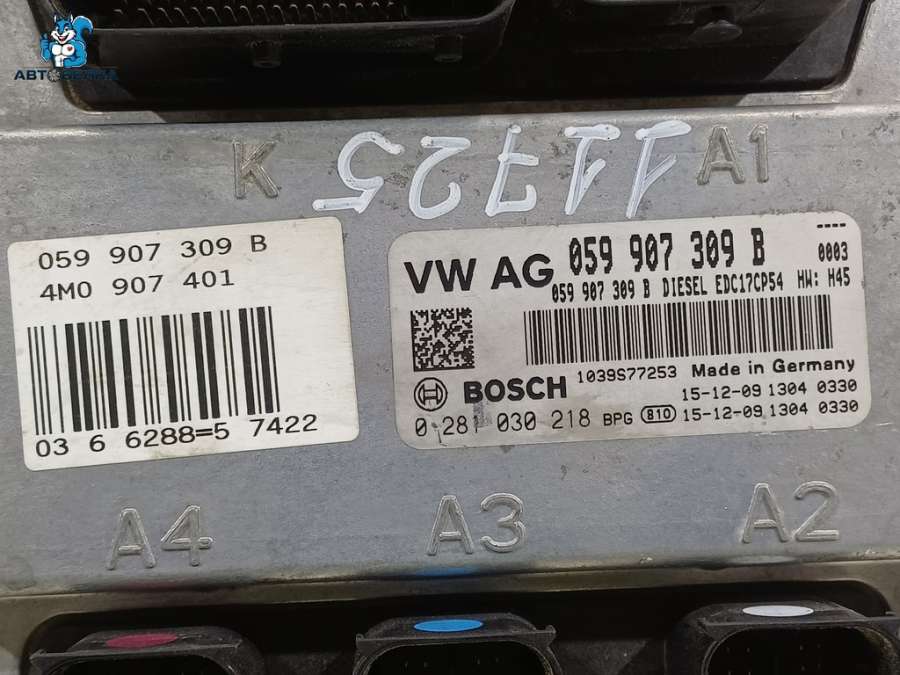 АВТОБЕЛКА
K
11725
A1
059 907 309 B
4M0 907 401
03 6 6288=5 7422
VW AG
059 907 309 B
0003
059 907 309 B DIESEL EDC17CP54 HW: H45
1039S77253 Made in Germany
BOSCH
15-12-09 1304 0330
0 281 030 218 BPG 810 15-12-09 1304 0330
A4
A3
A2